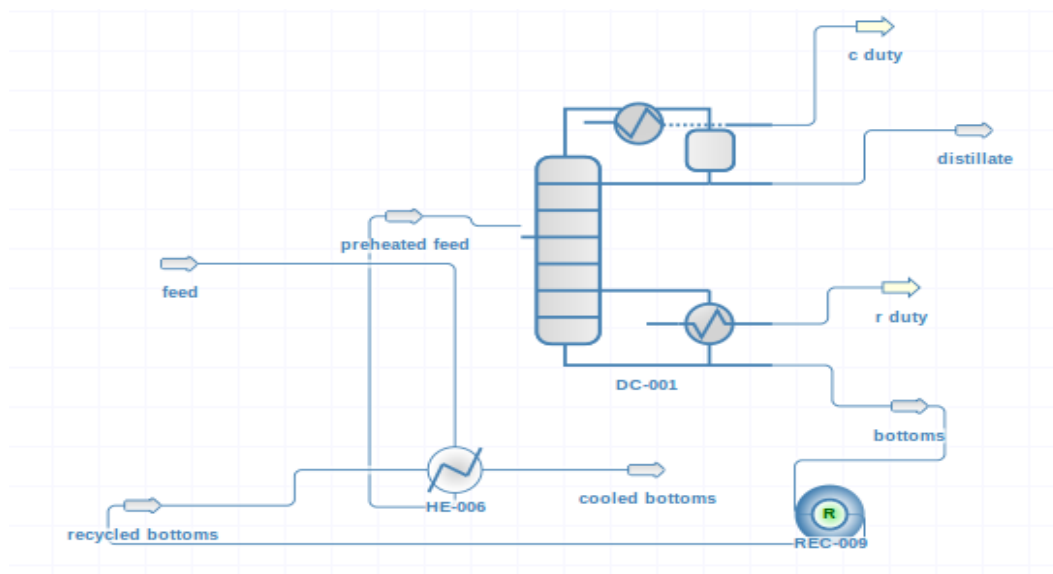 c duty
distillate
preheated feed
feed
r duty
DC-001
bottoms
HE-006
cooled bottoms
R
recycled bottoms
REC-009